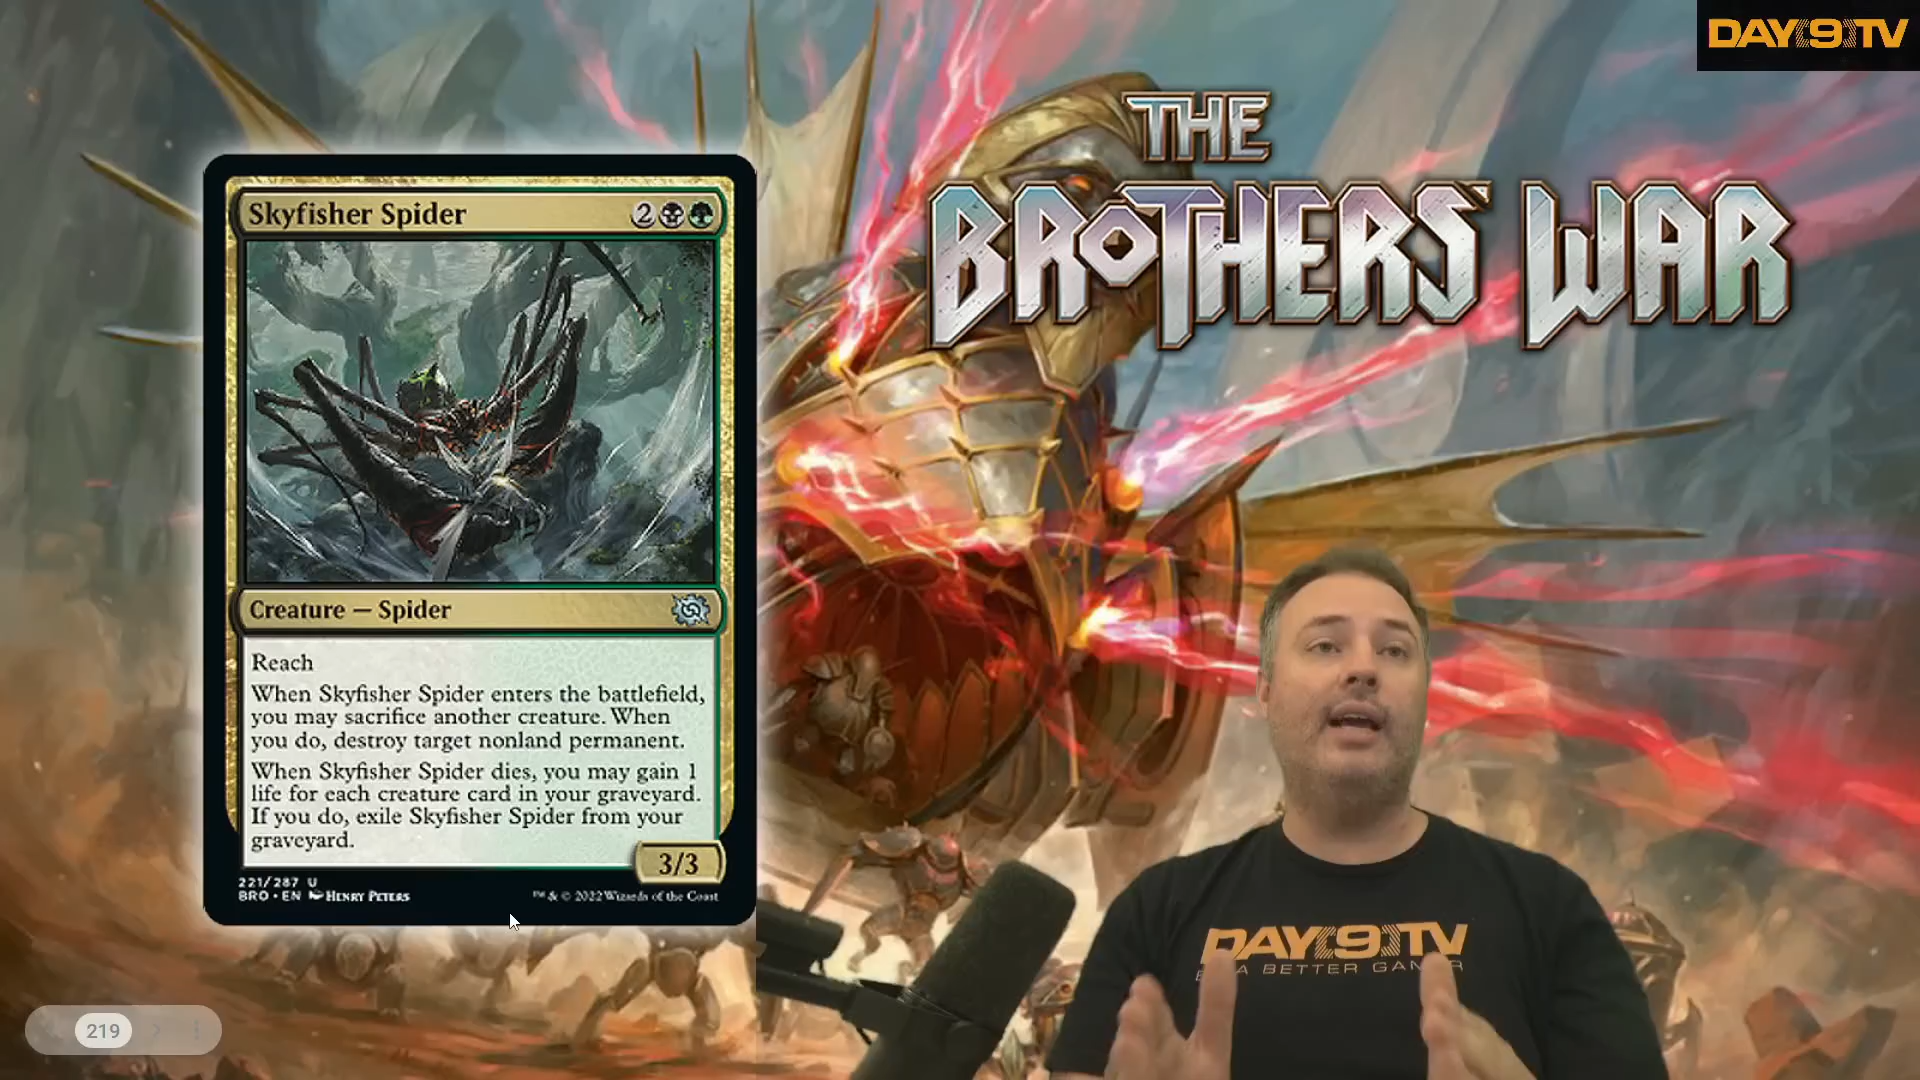 DAY[9]TV
THE
BROTHERS' WAR
Skyfisher Spider
2
Creature — Spider
Reach
When Skyfisher Spider enters the battlefield,
you may sacrifice another creature. When
you do, destroy target nonland permanent.
When Skyfisher Spider dies, you may gain 1
life for each creature card in your graveyard.
If you do, exile Skyfisher Spider from your
graveyard.
3/3
221/287 U
BRO • EN HENRY PETERS
™ & © 2022 Wizards of the Coast
DAY[9]TV
A BETTER
219